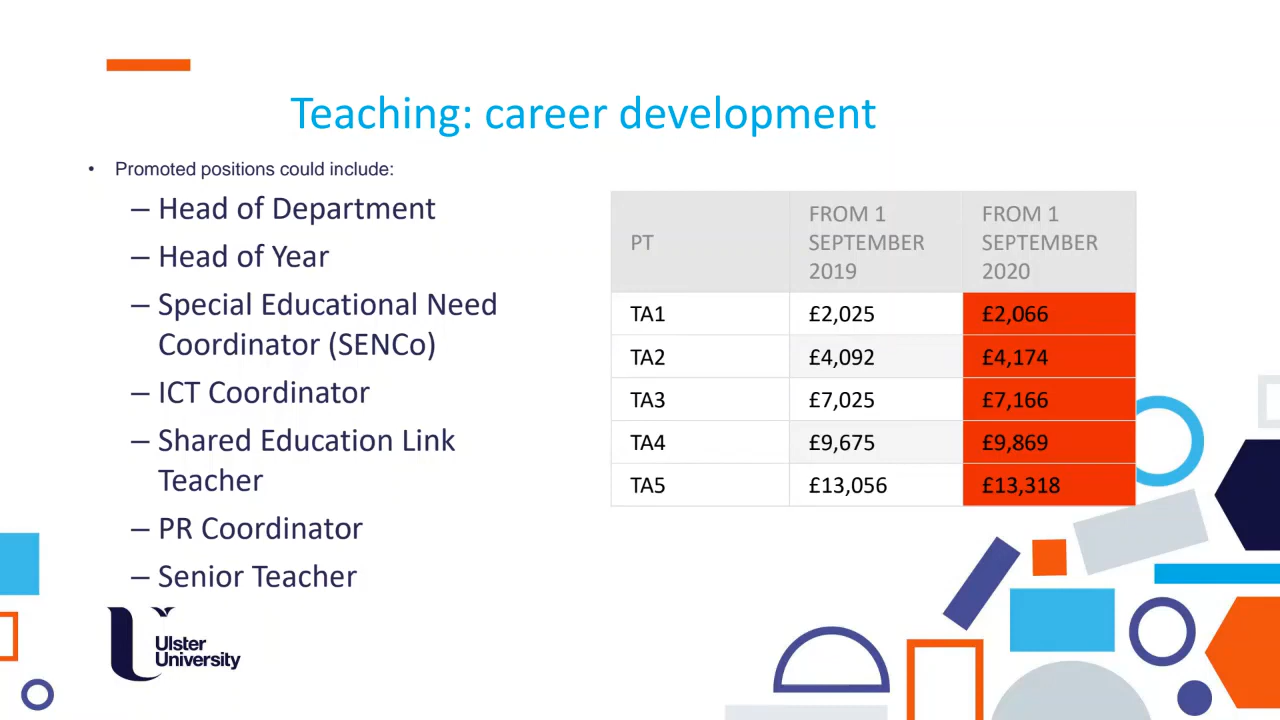 Teaching: career development
• Promoted positions could include:
– Head of Department
– Head of Year
– Special Educational Need
Coordinator (SENCo)
– ICT Coordinator
– Shared Education Link
Teacher
– PR Coordinator
– Senior Teacher
PT
FROM 1
SEPTEMBER
2019
FROM 1
SEPTEMBER
2020
TA1 £2,025 £2,066
TA2 £4,092 £4,174
TA3 £7,025 £7,166
TA4 £9,675 £9,869
TA5 £13,056 £13,318
Ulster
University